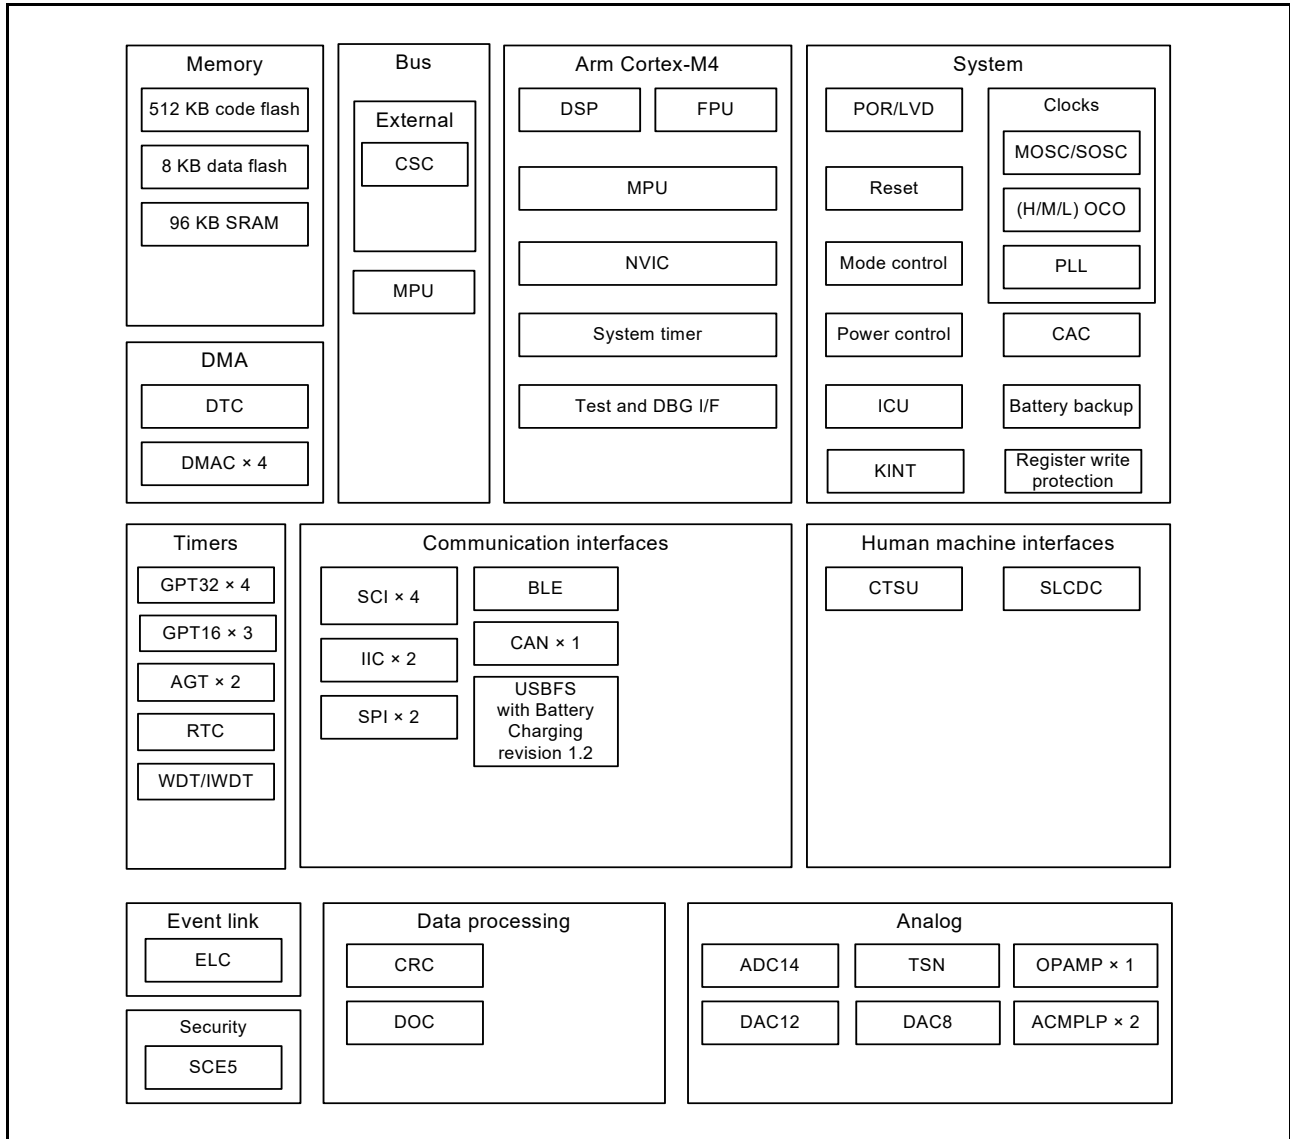 Memory
512 KB code flash
8 KB data flash
96 KB SRAM
DMA
DTC
DMAC × 4
Bus
External
CSC
MPU
Arm Cortex-M4
DSP
FPU
MPU
NVIC
System timer
Test and DBG I/F
System
POR/LVD
Reset
Mode control
Power control
ICU
KINT
Clocks
MOSC/SOSC
(H/M/L) OCO
PLL
CAC
Battery backup
Register write
protection
Timers
GPT32 × 4
GPT16 × 3
AGT × 2
RTC
WDT/IWDT
Communication interfaces
SCI × 4
IIC × 2
SPI × 2
BLE
CAN × 1
USBFS
with Battery
Charging
revision 1.2
Human machine interfaces
CTSU
SLCDC
Event link
ELC
Security
SCE5
Data processing
CRC
DOC
Analog
ADC14
TSN
OPAMP × 1
DAC12
DAC8
ACMPLP × 2